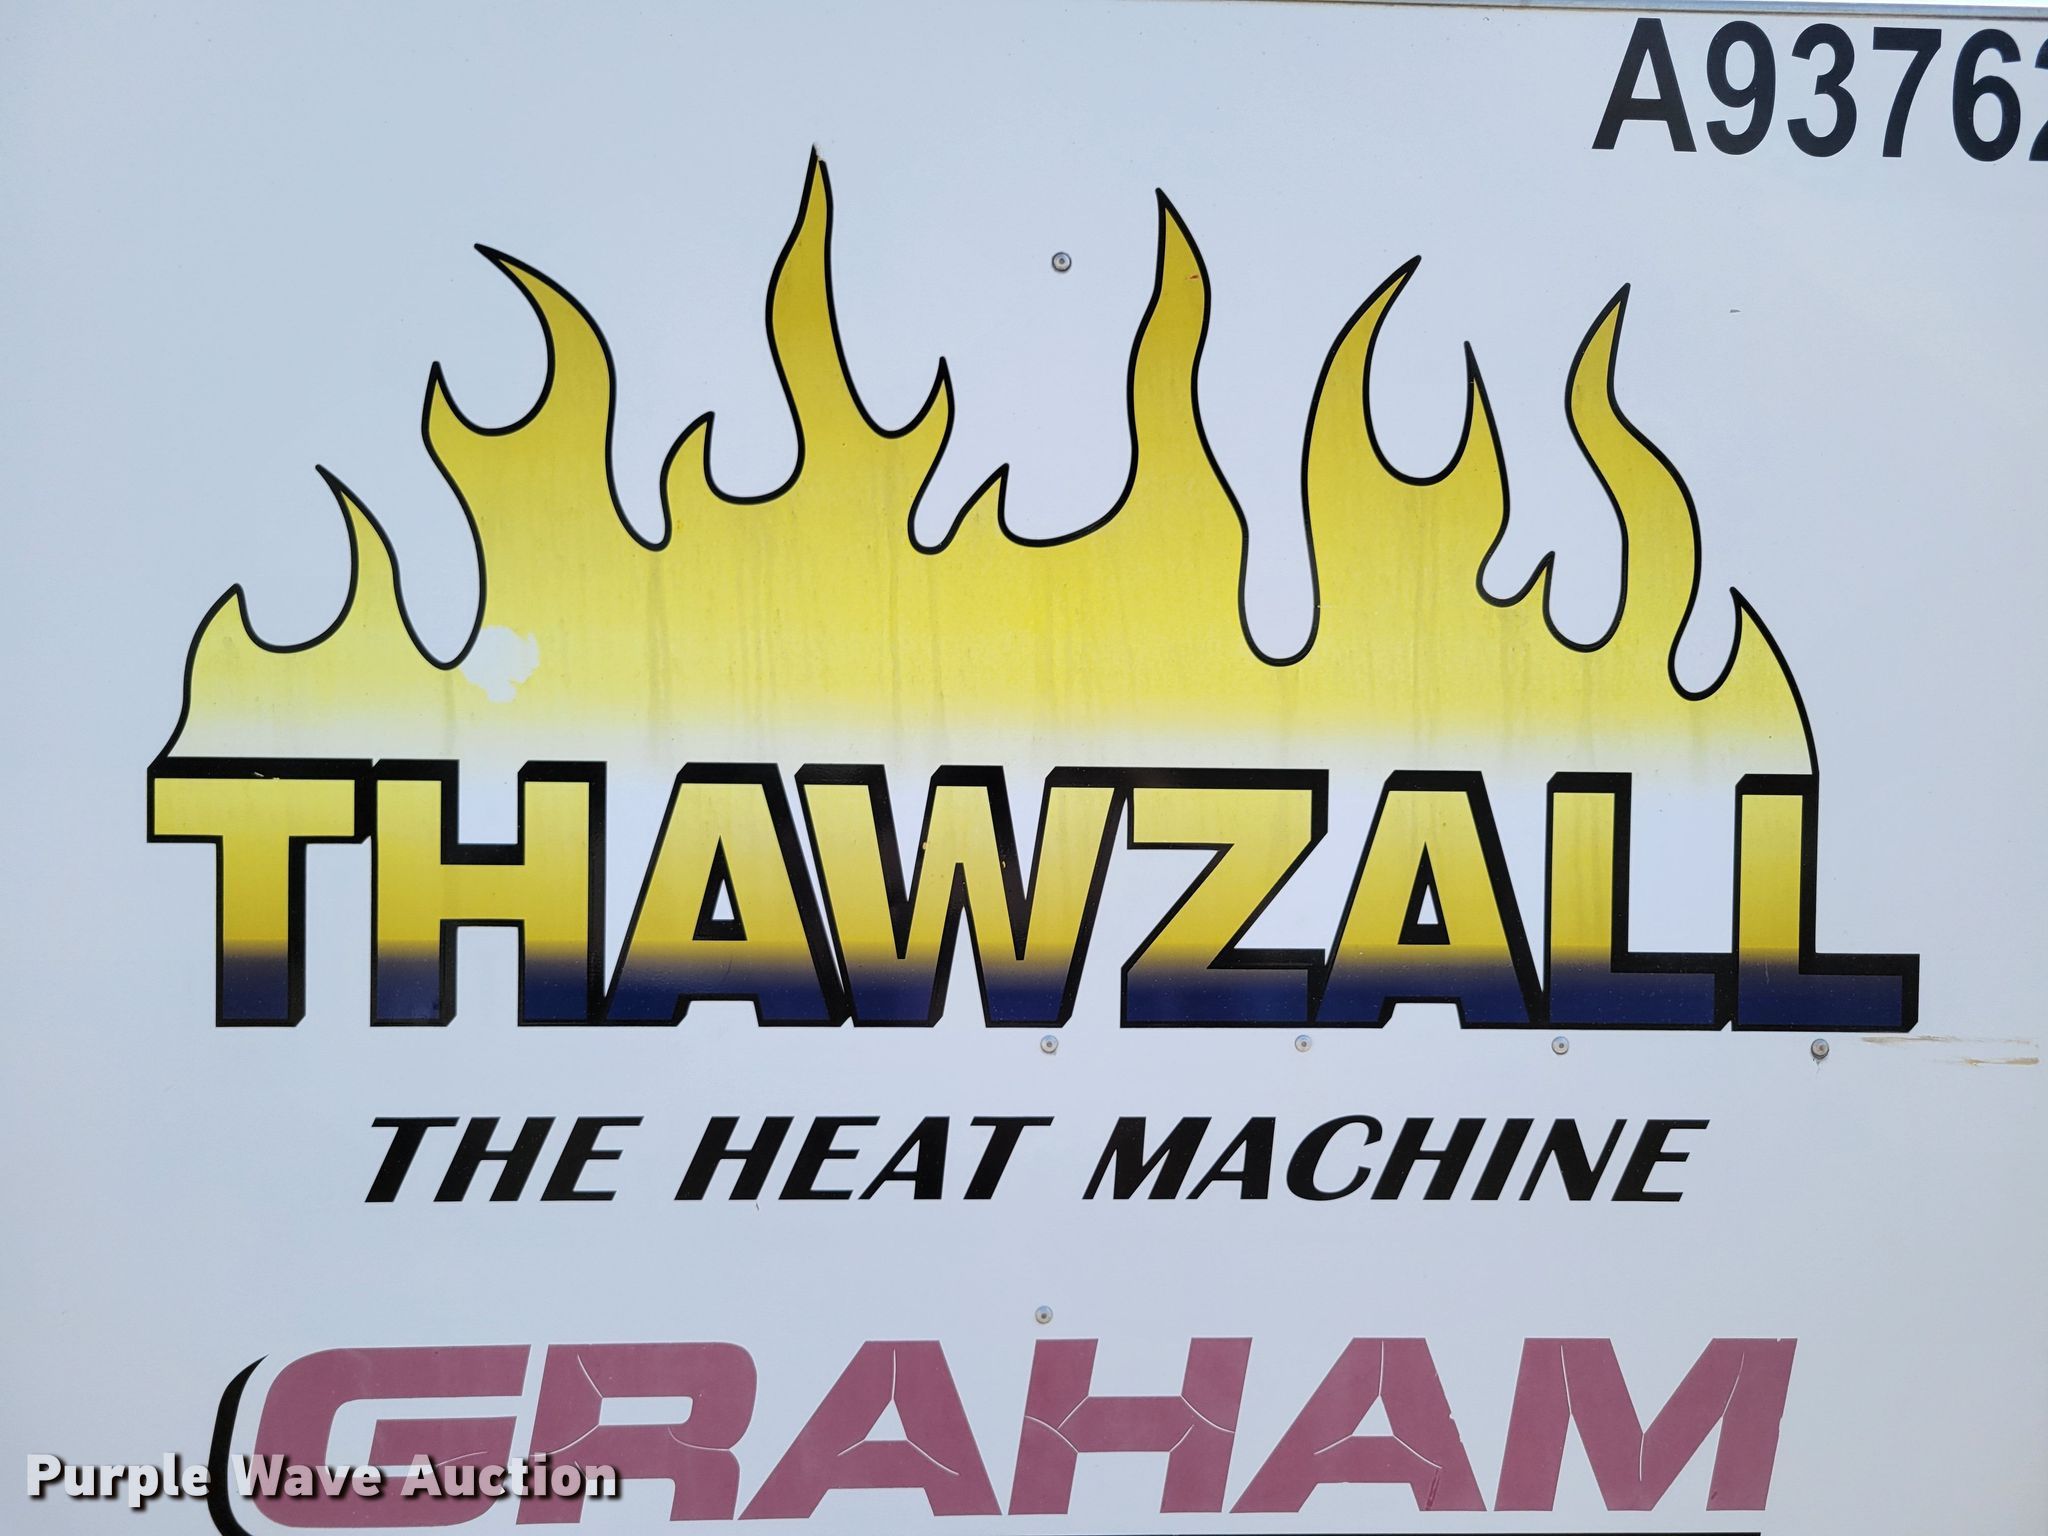 A9376
THAWZALL
THE HEAT MACHINE
GRAHAM
Purple Wave Auction